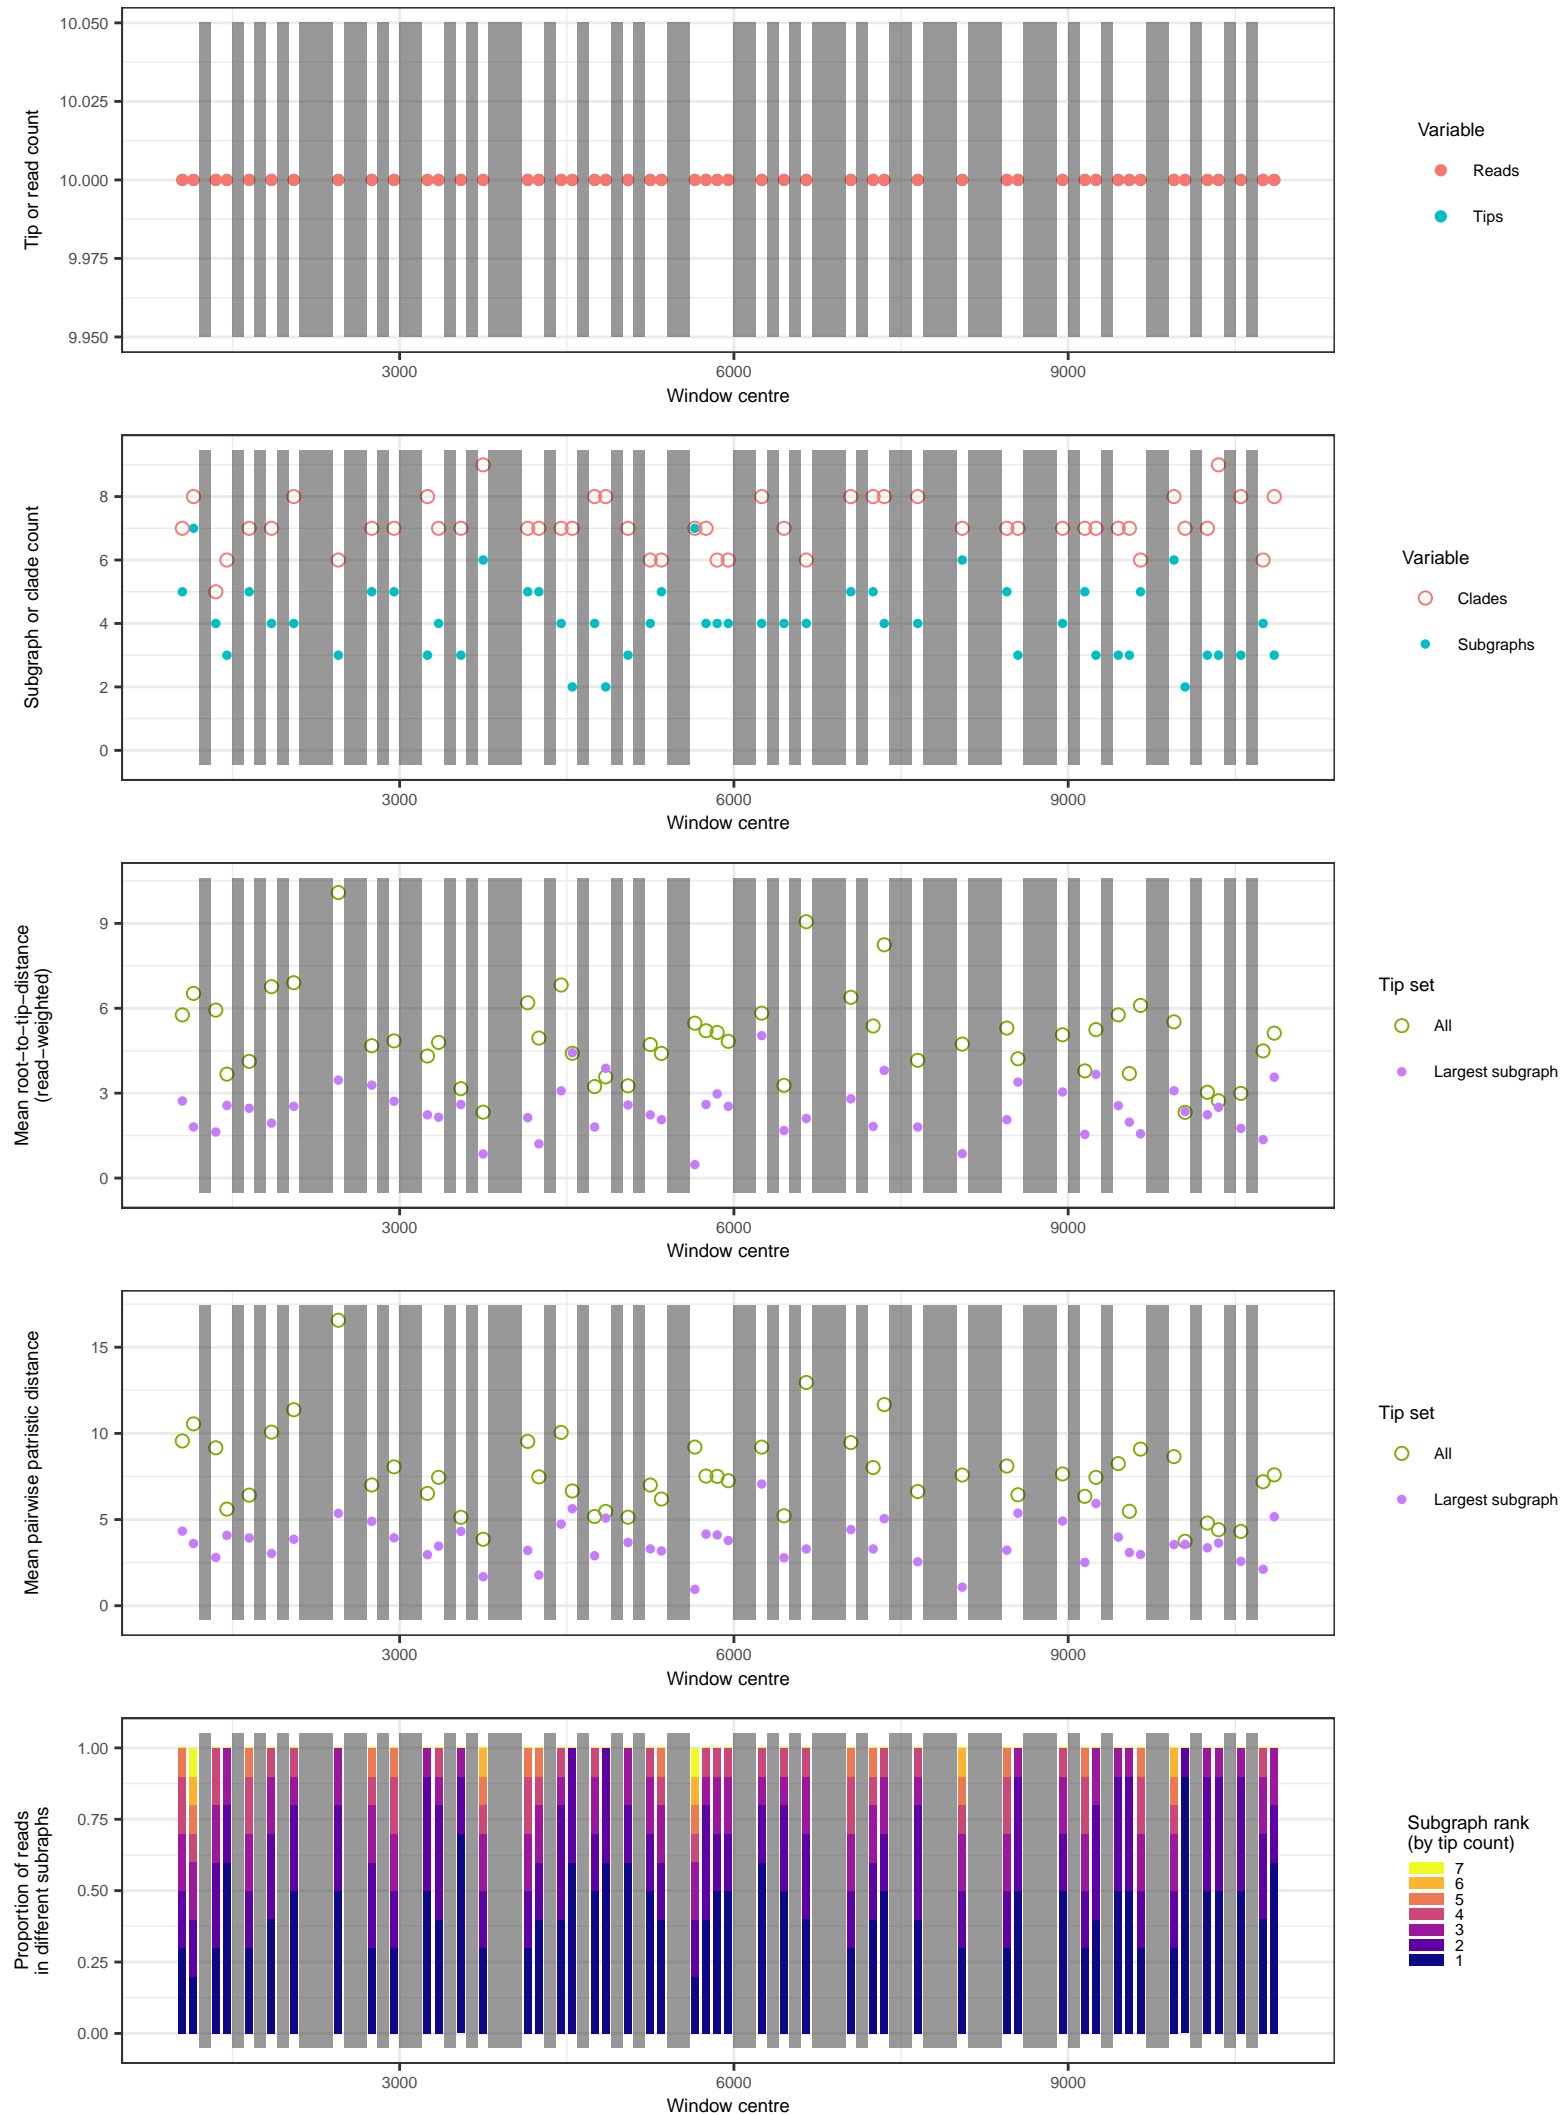 10.050
10.025
10.000
9.975
9.950
Tip or read count
3000
6000
9000
Window centre
Variable
Reads
Tips
8
6
4
2
0
Subgraph or clade count
3000
6000
9000
Window centre
Variable
Clades
Subgraphs
9
6
3
0
Mean root−to−tip−distance
(read−weighted)
3000
6000
9000
Window centre
Tip set
All
Largest subgraph
15
10
5
0
Mean pairwise patristic distance
3000
6000
9000
Window centre
Tip set
All
Largest subgraph
1.00
0.75
0.50
0.25
0.00
Proportion of reads
in different subraphs
3000
6000
9000
Window centre
Subgraph rank
(by tip count)
7
6
5
4
3
2
1